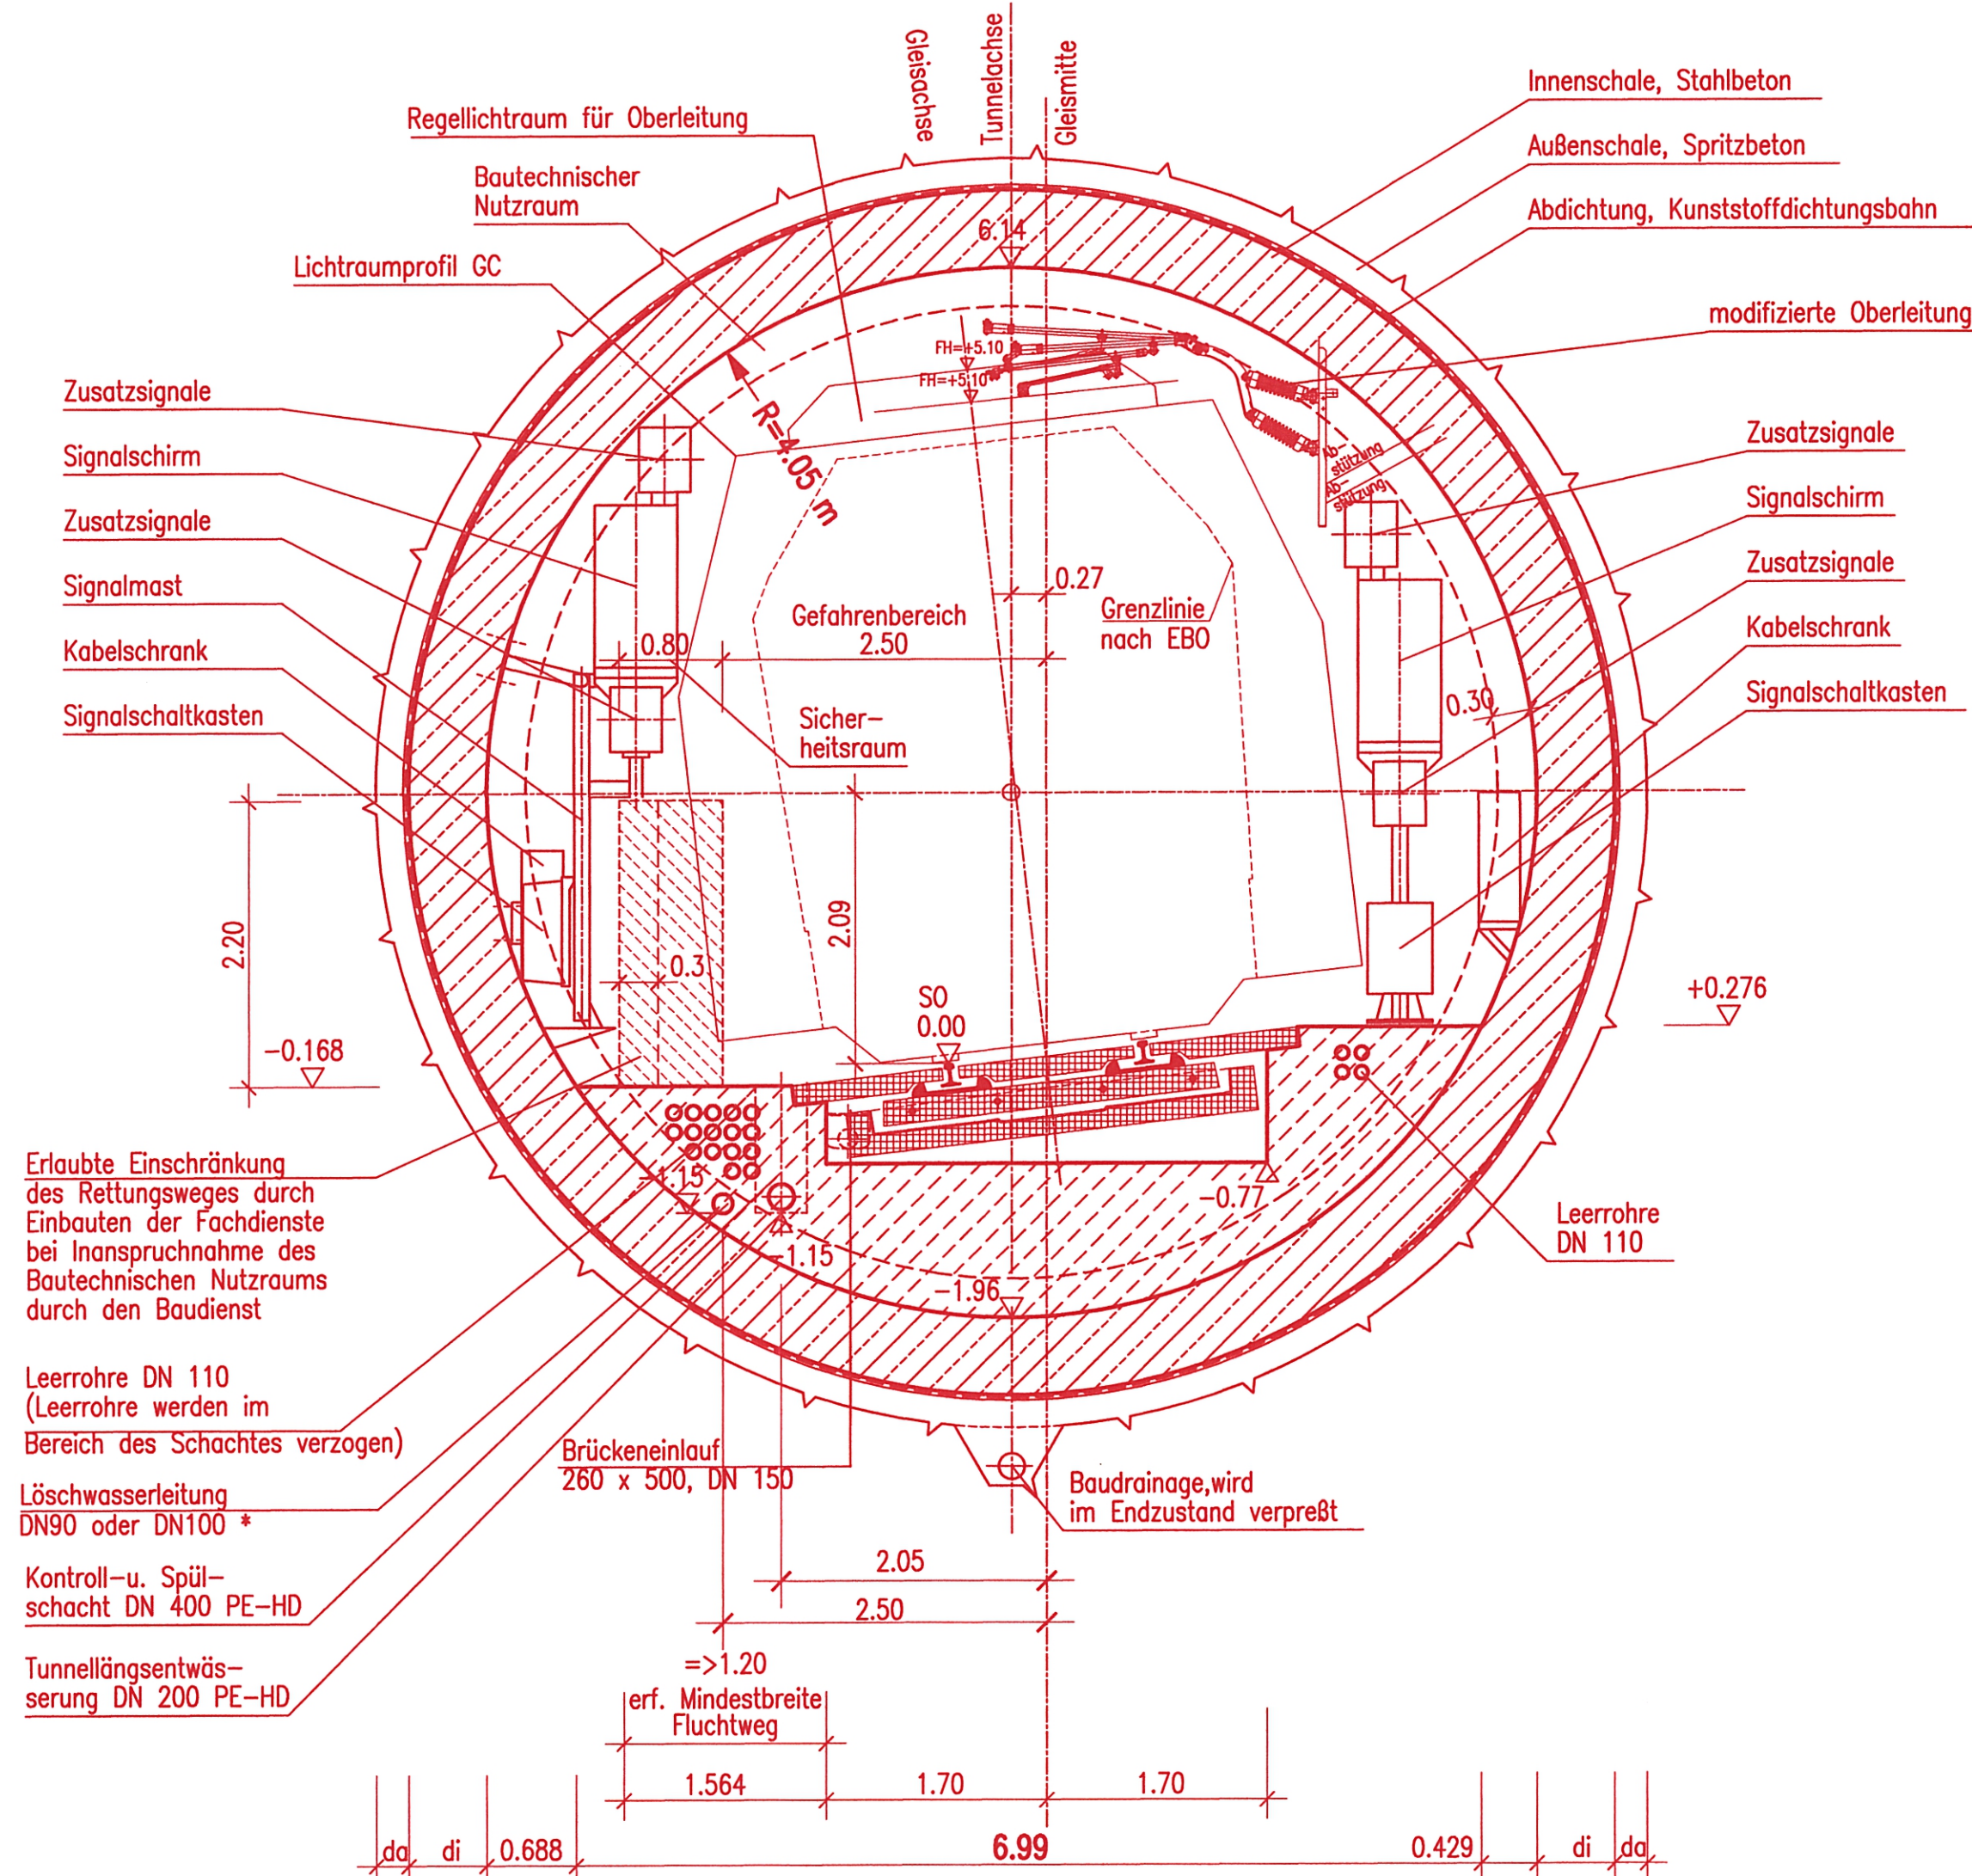 Gleisachse
Tunnelachse
Gleismitte
Regellichtraum für Oberleitung
Bautechnischer
Nutzraum
Lichtraumprofil GC
Zusatzsignale
Signalschirm
Zusatzsignale
Signalmast
Kabelschrank
Signalschaltkasten
Innenschale, Stahlbeton
Außenschale, Spritzbeton
Abdichtung, Kunststoffdichtungsbahn
modifizierte Oberleitung
Zusatzsignale
Signalschirm
Zusatzsignale
Kabelschrank
Signalschaltkasten
6.14
FH=+5.10
FH=+5.10
R=4.05 m
Ab-
stützung
Ab-
stützung
0.27
Gefahrenbereich
0.80
2.50
Grenzlinie
nach EBO
0.30
Sicher-
heitsraum
2.20
2.09
0.3
SO
0.00
+0.276
-0.168
-1.15
-1.15
-0.77
-1.96
Erlaubte Einschränkung
des Rettungsweges durch
Einbauten der Fachdienste
bei Inanspruchnahme des
Bautechnischen Nutzraums
durch den Baudienst
Leerrohre
DN 110
Leerrohre DN 110
(Leerrohre werden im
Bereich des Schachtes verzogen)
Brückeneinlauf
260 x 500, DN 150
Baudrainage,wird
im Endzustand verpreßt
Löschwasserleitung
DN90 oder DN100 *
Kontroll-u. Spül-
schacht DN 400 PE-HD
Tunnellängsentwäs-
serung DN 200 PE-HD
2.05
2.50
=>1.20
erf. Mindestbreite
Fluchtweg
1.564
1.70
1.70
da
di
0.688
6.99
0.429
di
da